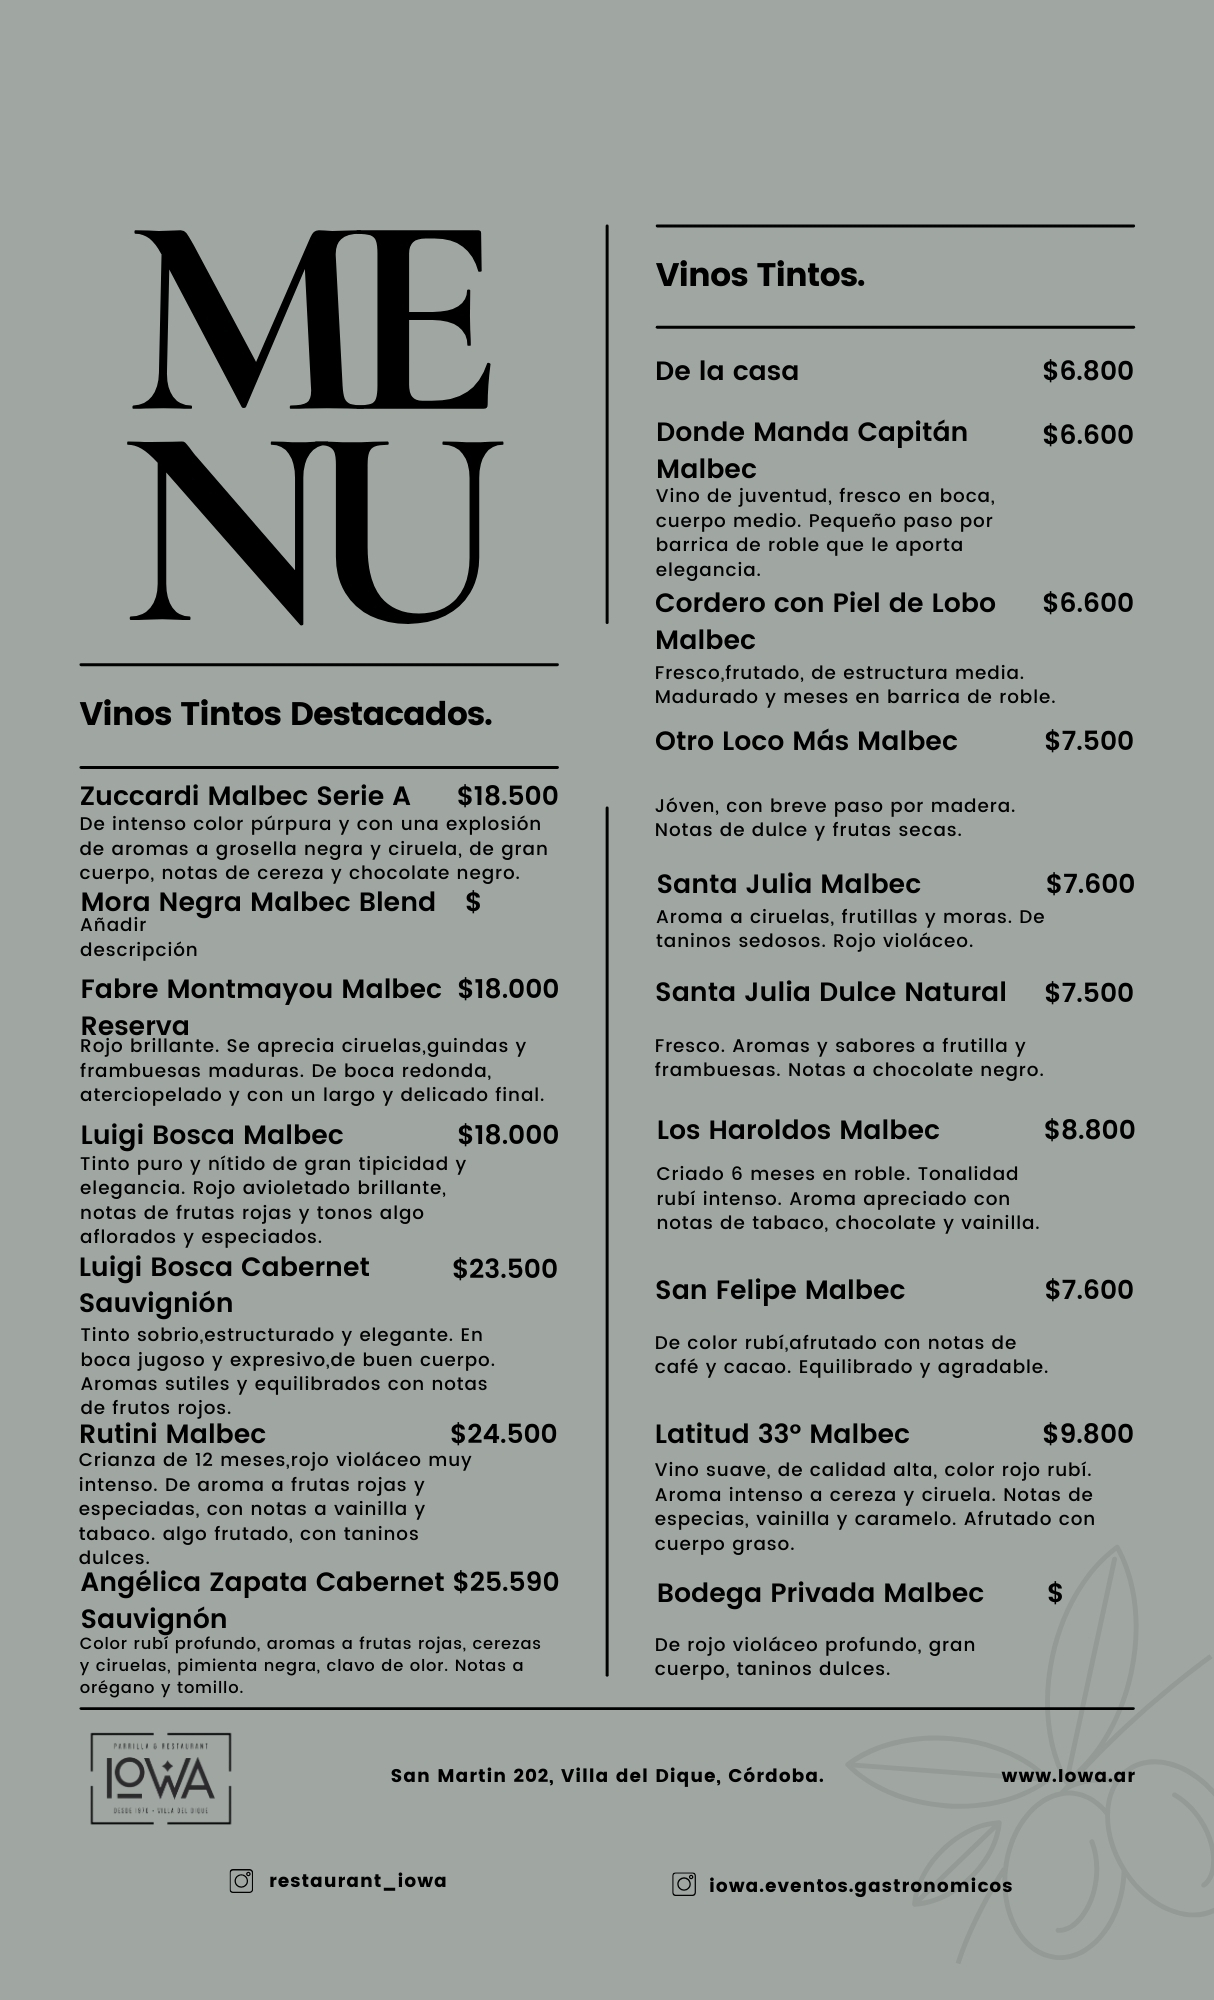 ME
NU
Vinos Tintos Destacados.
Zuccardi Malbec Serie A $18.500
De intenso color púrpura y con una explosión
de aromas a grosella negra y ciruela, de gran
cuerpo, notas de cereza y chocolate negro.
Mora Negra Malbec Blend $
Añadir
descripción
Fabre Montmayou Malbec $18.000
Reserva
Rojo brillante. Se aprecia ciruelas,guindas y
frambuesas maduras. De boca redonda,
aterciopelado y con un largo y delicado final.
Luigi Bosca Malbec $18.000
Tinto puro y nítido de gran tipicidad y
elegancia. Rojo avioletado brillante,
notas de frutas rojas y tonos algo
aflorados y especiados.
Luigi Bosca Cabernet $23.500
Sauvignión
Tinto sobrio,estructurado y elegante. En
boca jugoso y expresivo,de buen cuerpo.
Aromas sutiles y equilibrados con notas
de frutos rojos.
Rutini Malbec $24.500
Crianza de 12 meses,rojo violáceo muy
intenso. De aroma a frutas rojas y
especiadas, con notas a vainilla y
tabaco. algo frutado, con taninos
dulces.
Angélica Zapata Cabernet $25.590
Sauvignón
Color rubí profundo, aromas a frutas rojas, cerezas
y ciruelas, pimienta negra, clavo de olor. Notas a
orégano y tomillo.
Vinos Tintos.
De la casa $6.800
Donde Manda Capitán $6.600
Malbec
Vino de juventud, fresco en boca,
cuerpo medio. Pequeño paso por
barrica de roble que le aporta
elegancia.
Cordero con Piel de Lobo $6.600
Malbec
Fresco,frutado, de estructura media.
Madurado y meses en barrica de roble.
Otro Loco Más Malbec $7.500
Jóven, con breve paso por madera.
Notas de dulce y frutas secas.
Santa Julia Malbec $7.600
Aroma a ciruelas, frutillas y moras. De
taninos sedosos. Rojo violáceo.
Santa Julia Dulce Natural $7.500
Fresco. Aromas y sabores a frutilla y
frambuesas. Notas a chocolate negro.
Los Haroldos Malbec $8.800
Criado 6 meses en roble. Tonalidad
rubí intenso. Aroma apreciado con
notas de tabaco, chocolate y vainilla.
San Felipe Malbec $7.600
De color rubí,afrutado con notas de
café y cacao. Equilibrado y agradable.
Latitud 33º Malbec $9.800
Vino suave, de calidad alta, color rojo rubí.
Aroma intenso a cereza y ciruela. Notas de
especias, vainilla y caramelo. Afrutado con
cuerpo graso.
Bodega Privada Malbec $
De rojo violáceo profundo, gran
cuerpo, taninos dulces.
PARRILLA & RESTAURANT
IOWA
VILLA DEL DIQUE
San Martin 202, Villa del Dique, Córdoba.
www.Iowa.ar
restaurant_iowa
iowa.eventos.gastronomicos